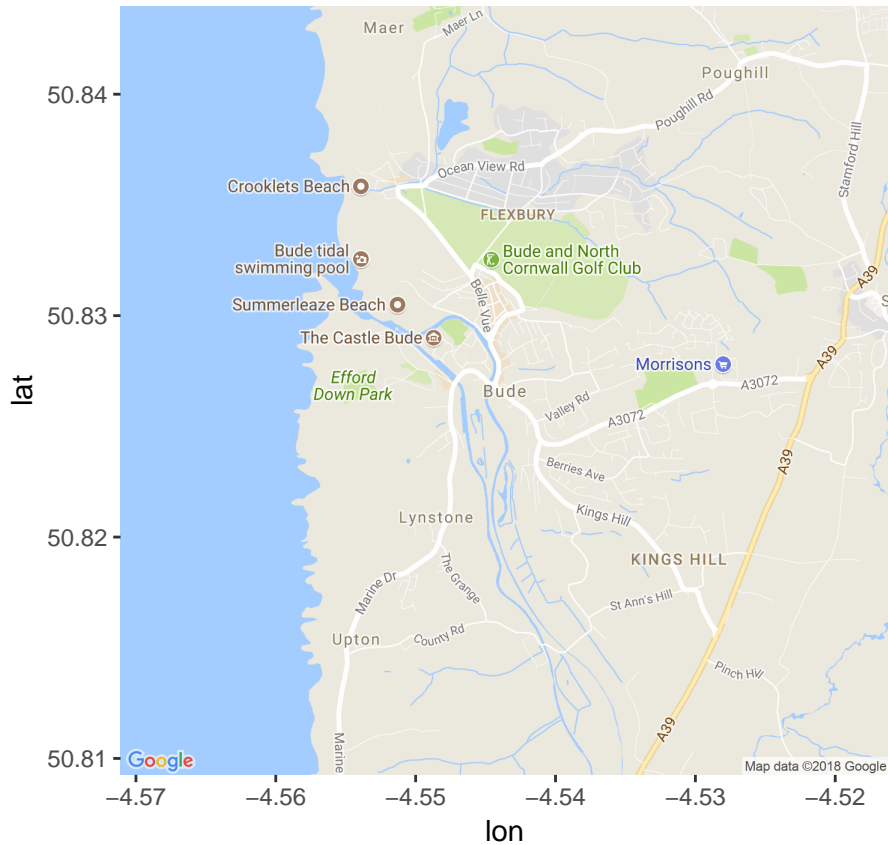 Maer Ln
Maer
Poughill
50.84
Poughill Rd
Stamford Hill
Ocean View Rd
Crooklets Beach
FLEXBURY
Bude tidal
swimming pool
Bude and North
Cornwall Golf Club
A39
Summerleaze Beach
Belle Vue
50.83
The Castle Bude
Morrisons
A39
lat
Efford
Down Park
Bude
A3072
Valley Rd
A3072
A39
Berries Ave
Lynstone
Kings Hill
50.82
KINGS HILL
The Grange
Marine Dr
St Ann's Hill
Upton
County Rd
Pinch Hill
A39
Marine
50.81
Google
Map data ©2018 Google
−4.57
−4.56
−4.55
−4.54
−4.53
−4.52
lon